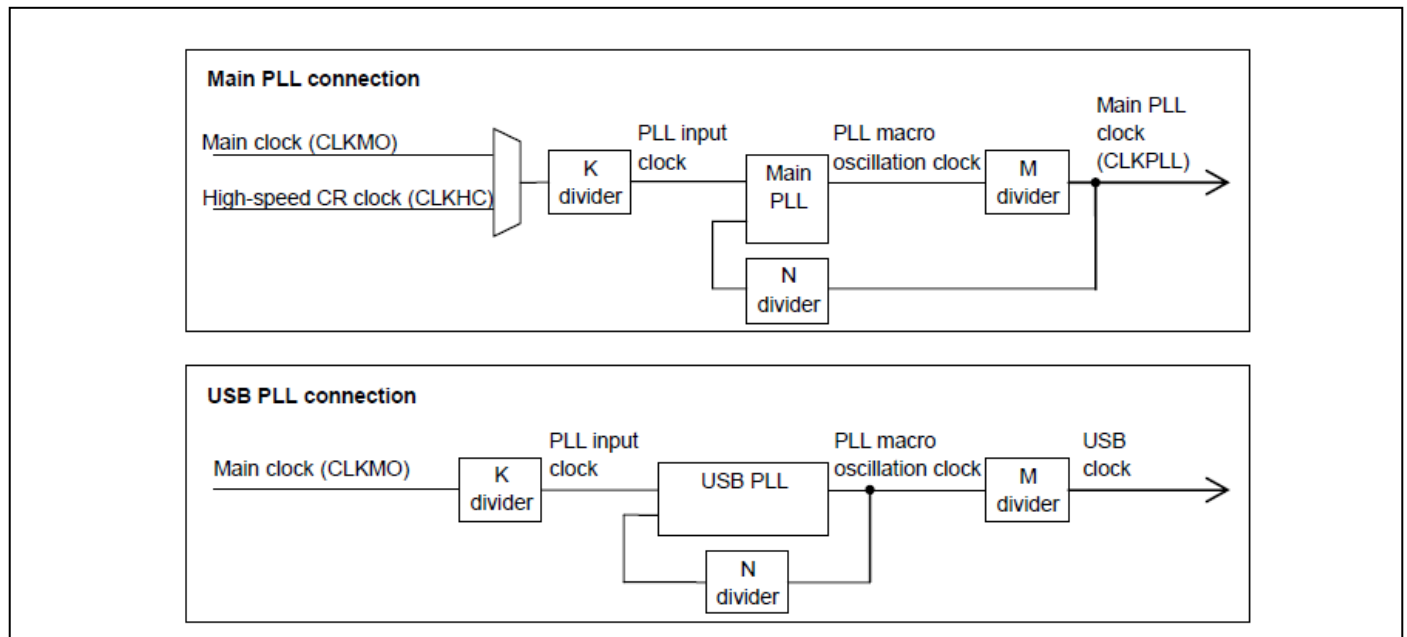 Main PLL connection
Main clock (CLKMO)
High-speed CR clock (CLKHC)
K
divider
PLL input
clock
Main
PLL
PLL macro
oscillation clock
M
divider
Main PLL
clock
(CLKPLL)
N
divider
USB PLL connection
Main clock (CLKMO)
K
divider
PLL input
clock
USB PLL
PLL macro
oscillation clock
M
divider
USB
clock
N
divider